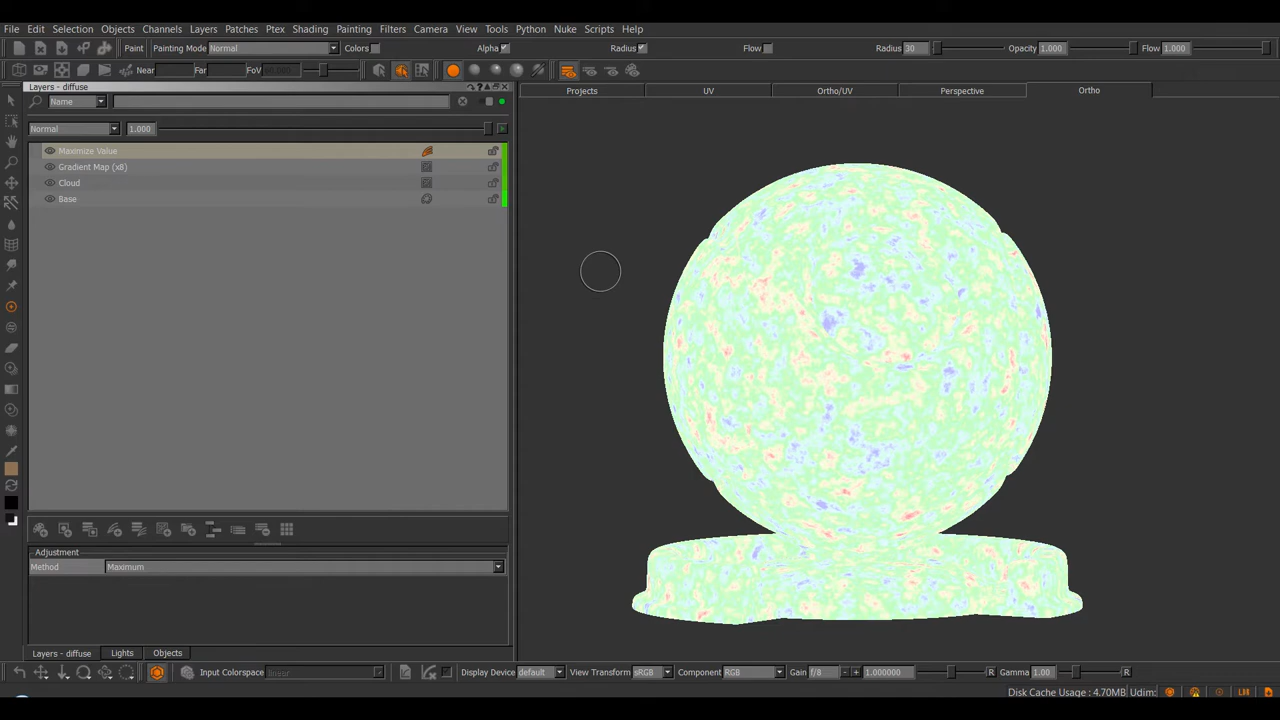 File Edit Selection Objects Channels Layers Patches Ptex Shading Painting Filters Camera View Tools Python Nuke Scripts Help
Paint Painting Mode Normal Colors Alpha Radius Flow Radius 30 Opacity 1.000 Flow 1.000
Near Far FoV
Layers - diffuse
Projects UV Ortho/UV Perspective Ortho
Name
Normal 1.000
Maximize Value
Gradient Map (x8)
Cloud
Base
Adjustment
Method Maximum
Layers - diffuse Lights Objects
Input Colorspace linear Display Device default View Transform sRGB Component RGB Gain f/8 - + 1.000000 R Gamma 1.00 R
Disk Cache Usage : 4.70MB Udim: